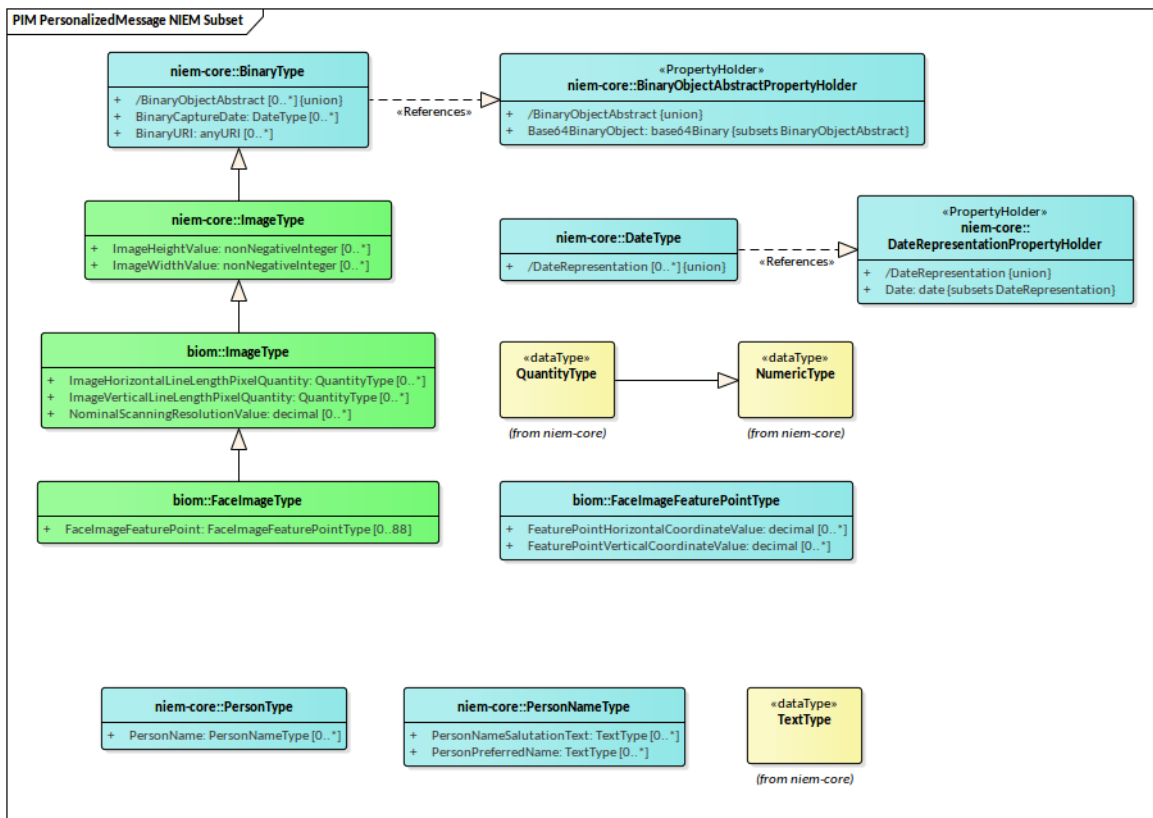 PIM PersonalizedMessage NIEM Subset
niem-core::BinaryType
+ /BinaryObjectAbstract [0..*] {union}
+ BinaryCaptureDate: DateType [0..*]
+ BinaryURI: anyURI [0..*]
«References»
«PropertyHolder»
niem-core::BinaryObjectAbstractPropertyHolder
+ /BinaryObjectAbstract {union}
+ Base64BinaryObject: base64Binary {subsets BinaryObjectAbstract}
niem-core::ImageType
+ ImageHeightValue: nonNegativeInteger [0..*]
+ ImageWidthValue: nonNegativeInteger [0..*]
niem-core::DateType
+ /DateRepresentation [0..*] {union}
«References»
«PropertyHolder»
niem-core::
DateRepresentationPropertyHolder
+ /DateRepresentation {union}
+ Date: date {subsets DateRepresentation}
biom::ImageType
+ ImageHorizontalLineLengthPixelQuantity: QuantityType [0..*]
+ ImageVerticalLineLengthPixelQuantity: QuantityType [0..*]
+ NominalScanningResolutionValue: decimal [0..*]
«dataType»
QuantityType
(from niem-core)
«dataType»
NumericType
(from niem-core)
biom::FaceImageType
+ FaceImageFeaturePoint: FaceImageFeaturePointType [0..88]
biom::FaceImageFeaturePointType
+ FeaturePointHorizontalCoordinateValue: decimal [0..*]
+ FeaturePointVerticalCoordinateValue: decimal [0..*]
niem-core::PersonType
+ PersonName: PersonNameType [0..*]
niem-core::PersonNameType
+ PersonNameSalutationText: TextType [0..*]
+ PersonPreferredName: TextType [0..*]
«dataType»
TextType
(from niem-core)